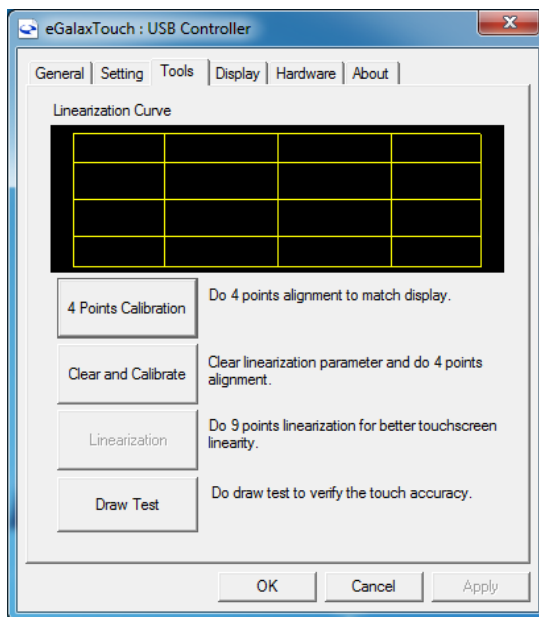 eGalaxTouch : USB Controller
General Setting Tools Display Hardware About
Linearization Curve
4 Points Calibration
Do 4 points alignment to match display.
Clear and Calibrate
Clear linearization parameter and do 4 points
alignment.
Linearization
Do 9 points linearization for better touchscreen
linearity.
Draw Test
Do draw test to verify the touch accuracy.
OK Cancel Apply